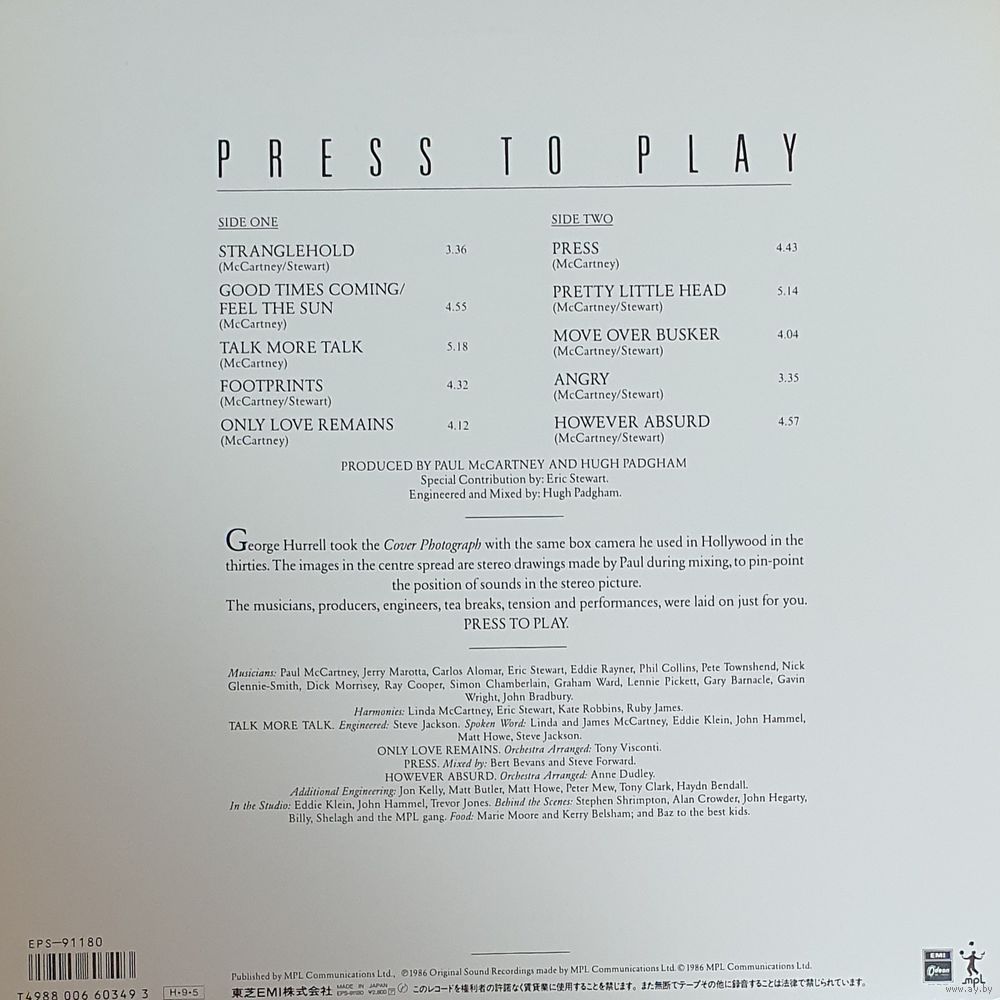 PRESS TO PLAY
SIDE ONE
STRANGLEHOLD 3.36
(McCartney/Stewart)
GOOD TIMES COMING/
FEEL THE SUN 4.55
(McCartney)
TALK MORE TALK 5.18
(McCartney)
FOOTPRINTS 4.32
(McCartney/Stewart)
ONLY LOVE REMAINS 4.12
(McCartney)
SIDE TWO
PRESS 4.43
(McCartney)
PRETTY LITTLE HEAD 5.14
(McCartney/Stewart)
MOVE OVER BUSKER 4.04
(McCartney/Stewart)
ANGRY 3.35
(McCartney/Stewart)
HOWEVER ABSURD 4.57
(McCartney/Stewart)
PRODUCED BY PAUL McCARTNEY AND HUGH PADGHAM
Special Contribution by: Eric Stewart.
Engineered and Mixed by: Hugh Padgham.
George Hurrell took the Cover Photograph with the same box camera he used in Hollywood in the
thirties. The images in the centre spread are stereo drawings made by Paul during mixing, to pin-point
the position of sounds in the stereo picture.
The musicians, producers, engineers, tea breaks, tension and performances, were laid on just for you.
PRESS TO PLAY.
Musicians: Paul McCartney, Jerry Marotta, Carlos Alomar, Eric Stewart, Eddie Rayner, Phil Collins, Pete Townshend, Nick
Glennie-Smith, Dick Morrisey, Ray Cooper, Simon Chamberlain, Graham Ward, Lennie Pickett, Gary Barnacle, Gavin
Wright, John Bradbury.
Harmonies: Linda McCartney, Eric Stewart, Kate Robbins, Ruby James.
TALK MORE TALK. Engineered: Steve Jackson. Spoken Word: Linda and James McCartney, Eddie Klein, John Hammel,
Matt Howe, Steve Jackson.
ONLY LOVE REMAINS. Orchestra Arranged: Tony Visconti.
PRESS. Mixed by: Bert Bevans and Steve Forward.
HOWEVER ABSURD. Orchestra Arranged: Anne Dudley.
Additional Engineering: Jon Kelly, Matt Butler, Matt Howe, Peter Mew, Tony Clark, Haydn Bendall.
In the Studio: Eddie Klein, John Hammel, Trevor Jones. Behind the Scenes: Stephen Shrimpton, Alan Crowder, John Hegarty,
Billy, Shelagh and the MPL gang. Food: Marie Moore and Kerry Belsham; and Baz to the best kids.
EPS-91180
T4988 006 60349 3
H・9・5
Published by MPL Communications Ltd., ℗1986 Original Sound Recordings made by MPL Communications Ltd. © 1986 MPL Communications Ltd.
東芝EMI株式会社 MADE IN JAPAN EPS-91180 ¥2,800 このレコードを権利者の許諾なく賃貸業に使用することを禁じます。また無断でテープその他に録音することは法律で禁じられています。
EMI
Odeon
MPL
www.ay.by